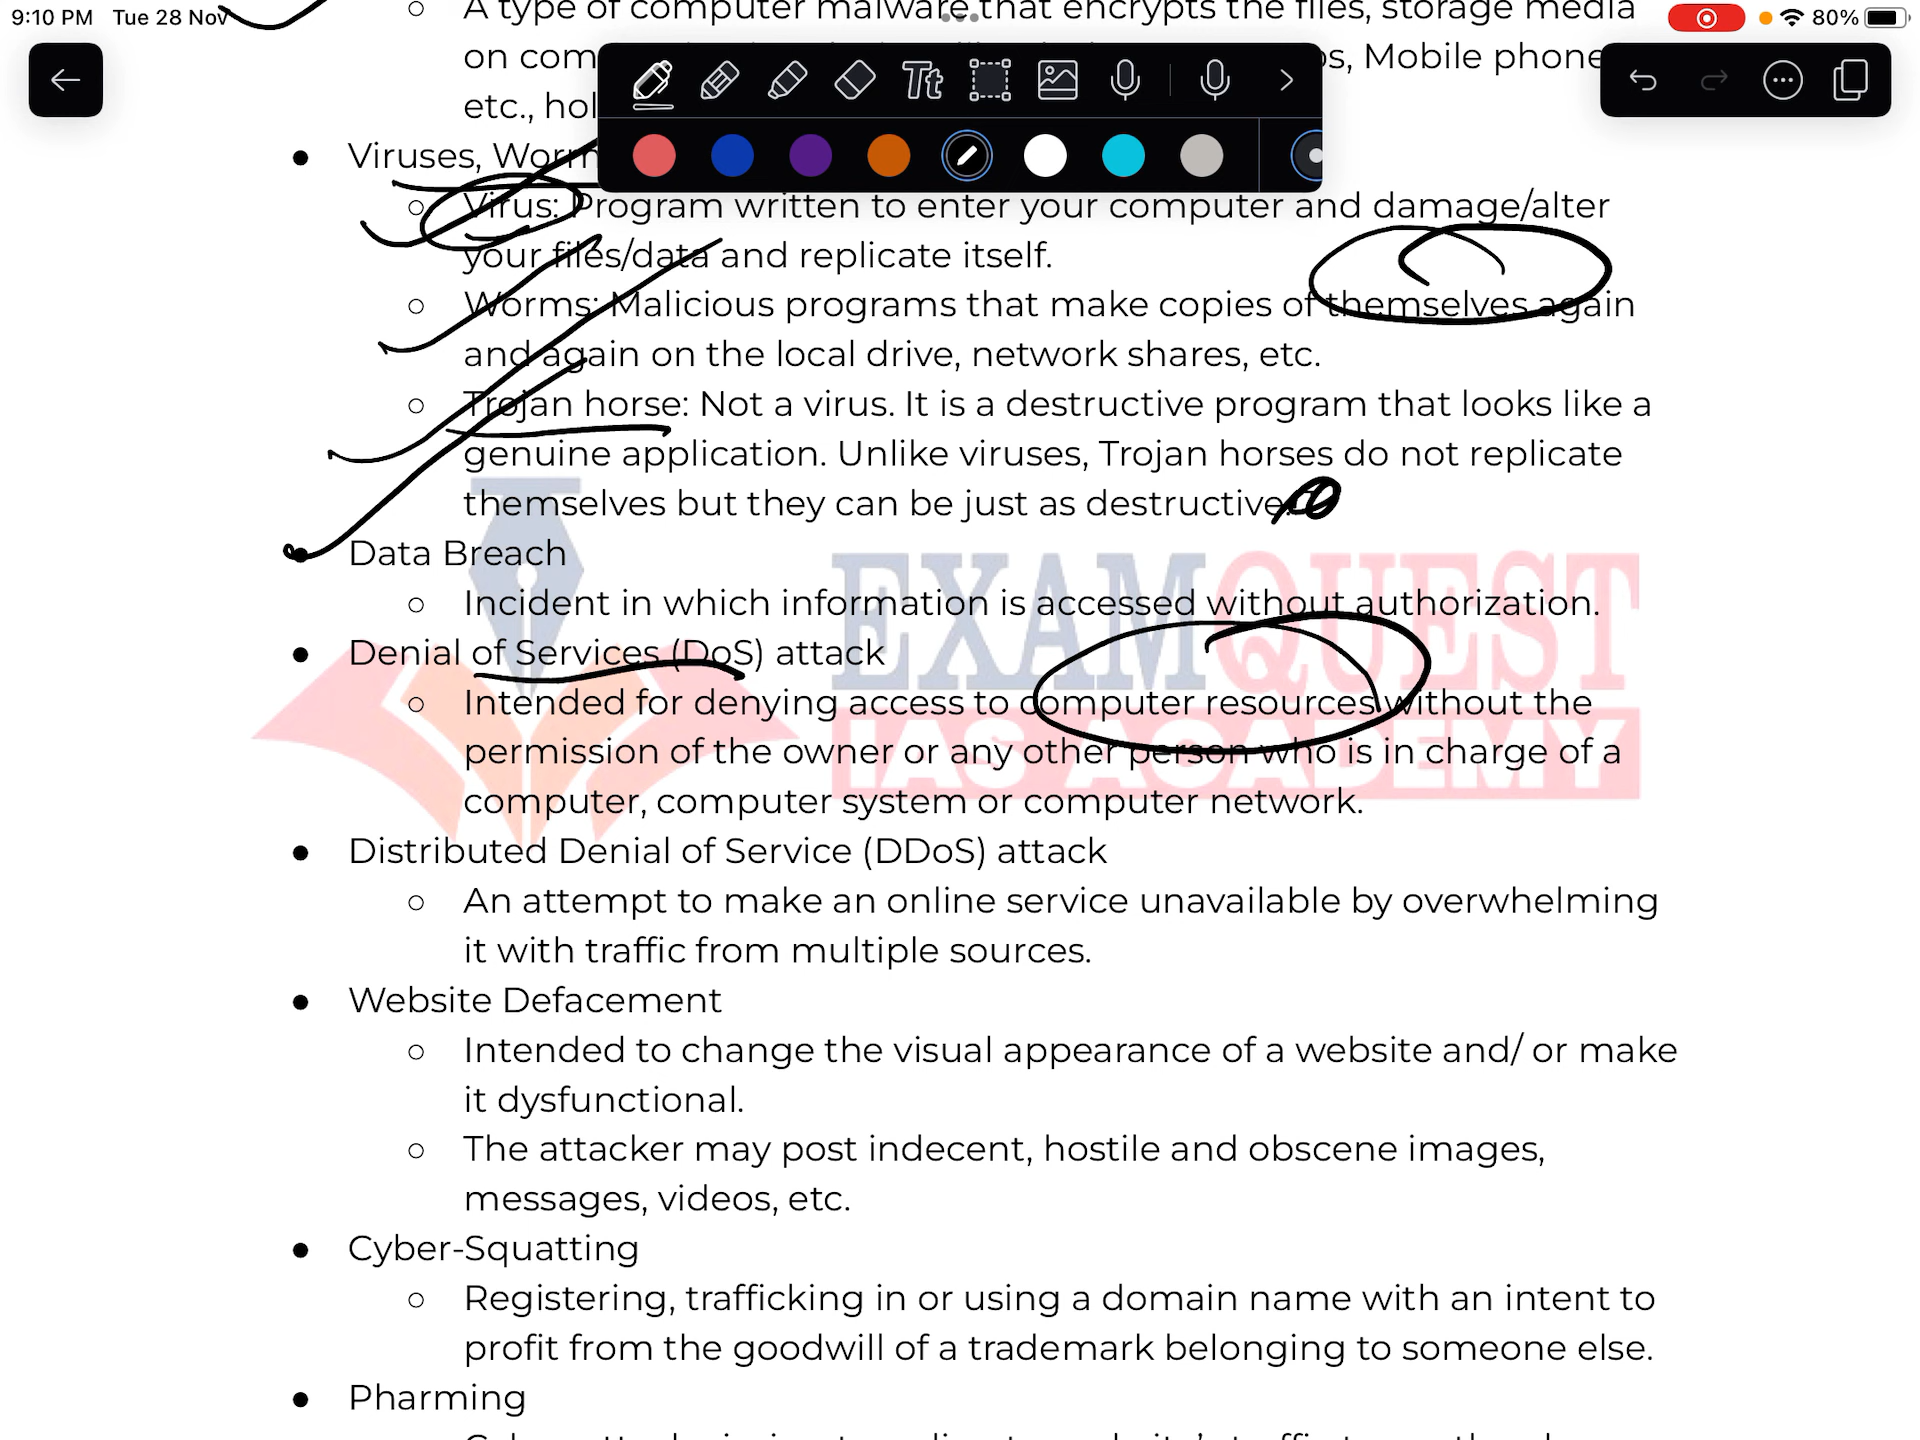 9:10 PM Tue 28 Nov
80%
A type of computer malware that encrypts the files, storage media
on s, Mobile phone
etc.,
Tt
Viruses, Worm
Virus: Program written to enter your computer and damage/alter
your files/data and replicate itself.
Worms: Malicious programs that make copies of themselves again
and again on the local drive, network shares, etc.
Trojan horse: Not a virus. It is a destructive program that looks like a
genuine application. Unlike viruses, Trojan horses do not replicate
themselves but they can be just as destructive.
Data Breach
Incident in which information is accessed without authorization.
Denial of Services (DoS) attack
Intended for denying access to computer resources without the
permission of the owner or any other person who is in charge of a
computer, computer system or computer network.
Distributed Denial of Service (DDoS) attack
An attempt to make an online service unavailable by overwhelming
it with traffic from multiple sources.
Website Defacement
Intended to change the visual appearance of a website and/ or make
it dysfunctional.
The attacker may post indecent, hostile and obscene images,
messages, videos, etc.
Cyber-Squatting
Registering, trafficking in or using a domain name with an intent to
profit from the goodwill of a trademark belonging to someone else.
Pharming
EXAMQUEST
IAS ACADEMY